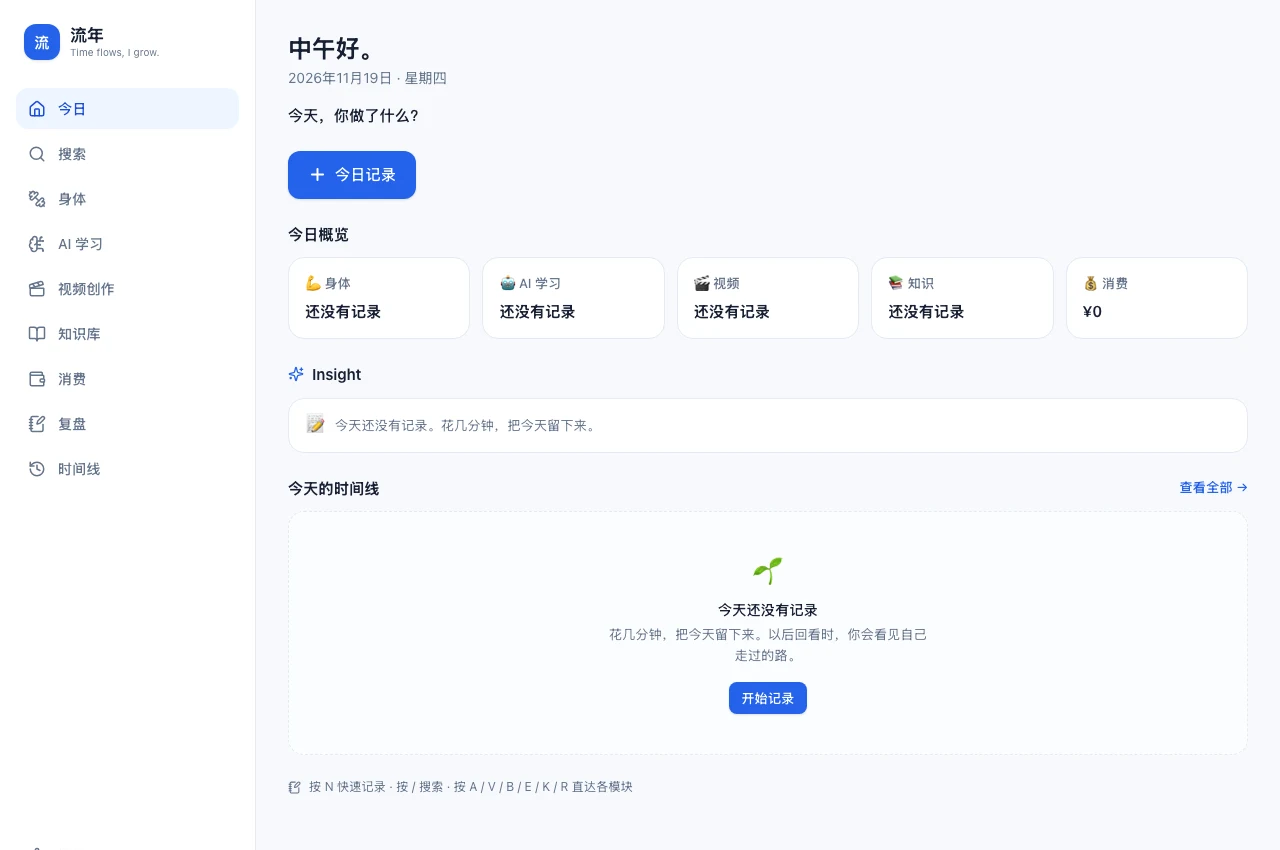 流
流年
Time flows, I grow.
今日
搜索
身体
AI 学习
视频创作
知识库
消费
复盘
时间线
中午好。
2026年11月19日 · 星期四
今天，你做了什么？
今日记录
今日概览
身体
还没有记录
AI 学习
还没有记录
视频
还没有记录
知识
还没有记录
消费
¥0
Insight
今天还没有记录。花几分钟，把今天留下来。
今天的时间线
查看全部 →
今天还没有记录
花几分钟，把今天留下来。以后回看时，你会看见自己
走过的路。
开始记录
按 N 快速记录 · 按 / 搜索 · 按 A / V / B / E / K / R 直达各模块